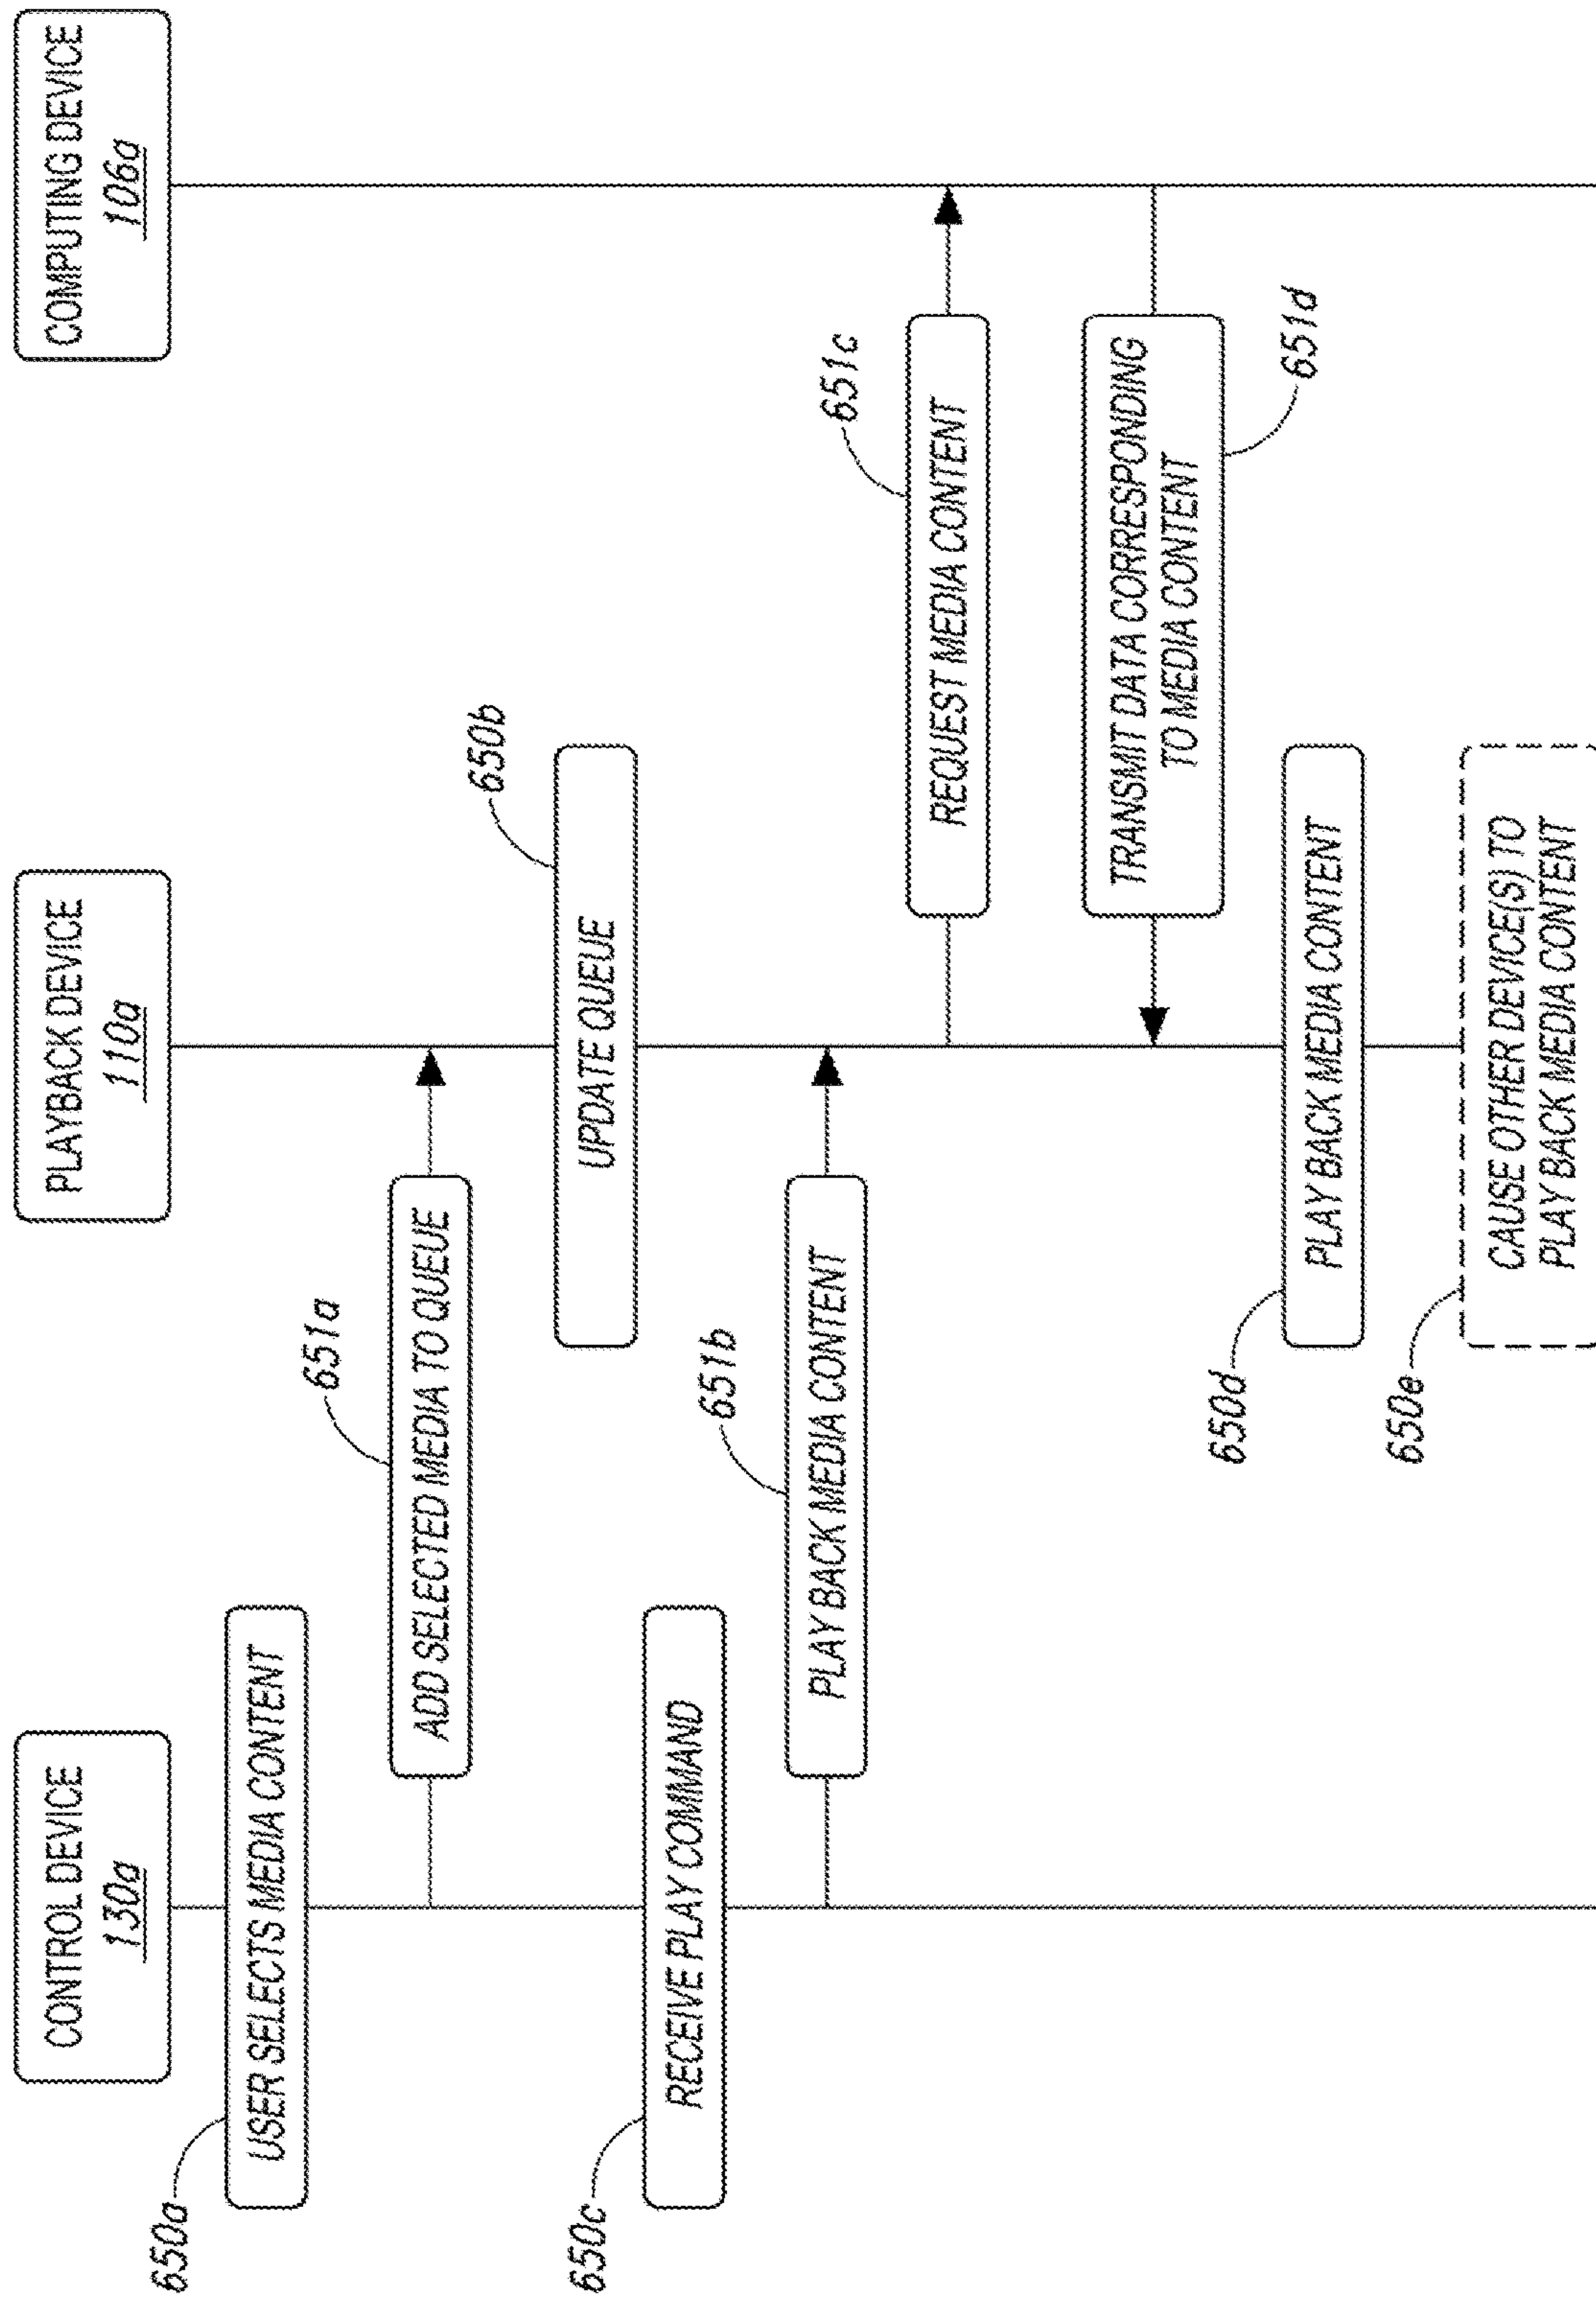 CONTROL DEVICE
130a
PLAYBACK DEVICE
110a
COMPUTING DEVICE
106a
650a
USER SELECTS MEDIA CONTENT
651a
ADD SELECTED MEDIA TO QUEUE
650b
UPDATE QUEUE
650c
RECEIVE PLAY COMMAND
651b
PLAY BACK MEDIA CONTENT
651c
REQUEST MEDIA CONTENT
TRANSMIT DATA CORRESPONDING
TO MEDIA CONTENT
651d
650d
PLAY BACK MEDIA CONTENT
650e
CAUSE OTHER DEVICE(S) TO
PLAY BACK MEDIA CONTENT